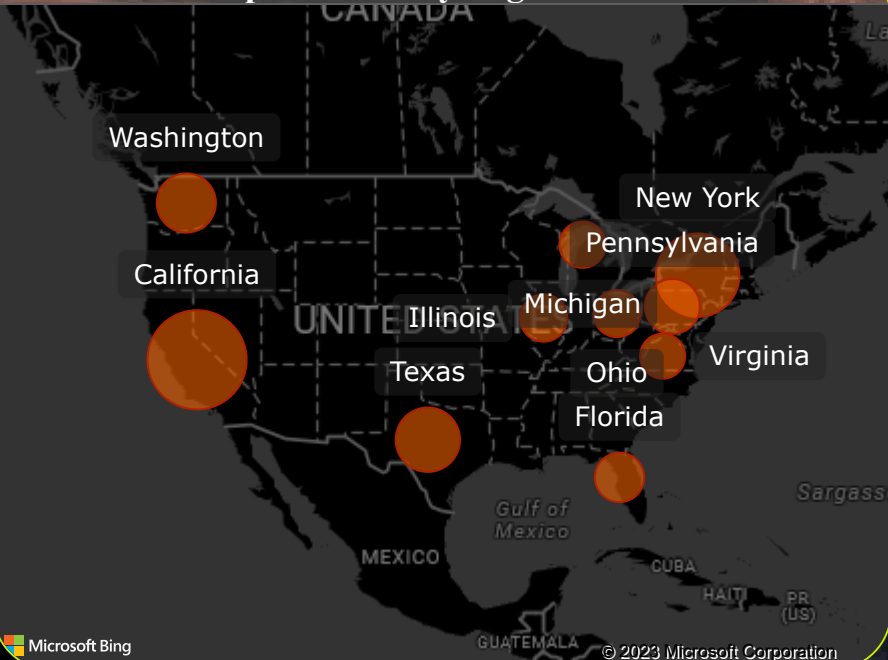 CANADA
Washington
New York
Pennsylvania
California
Michigan
UNITED STATES
Illinois
Virginia
Texas
Ohio
Florida
Sargass
Gulf of
Mexico
MEXICO
CUBA
HAITI
PR
(US)
GUATEMALA
Microsoft Bing
© 2023 Microsoft Corporation